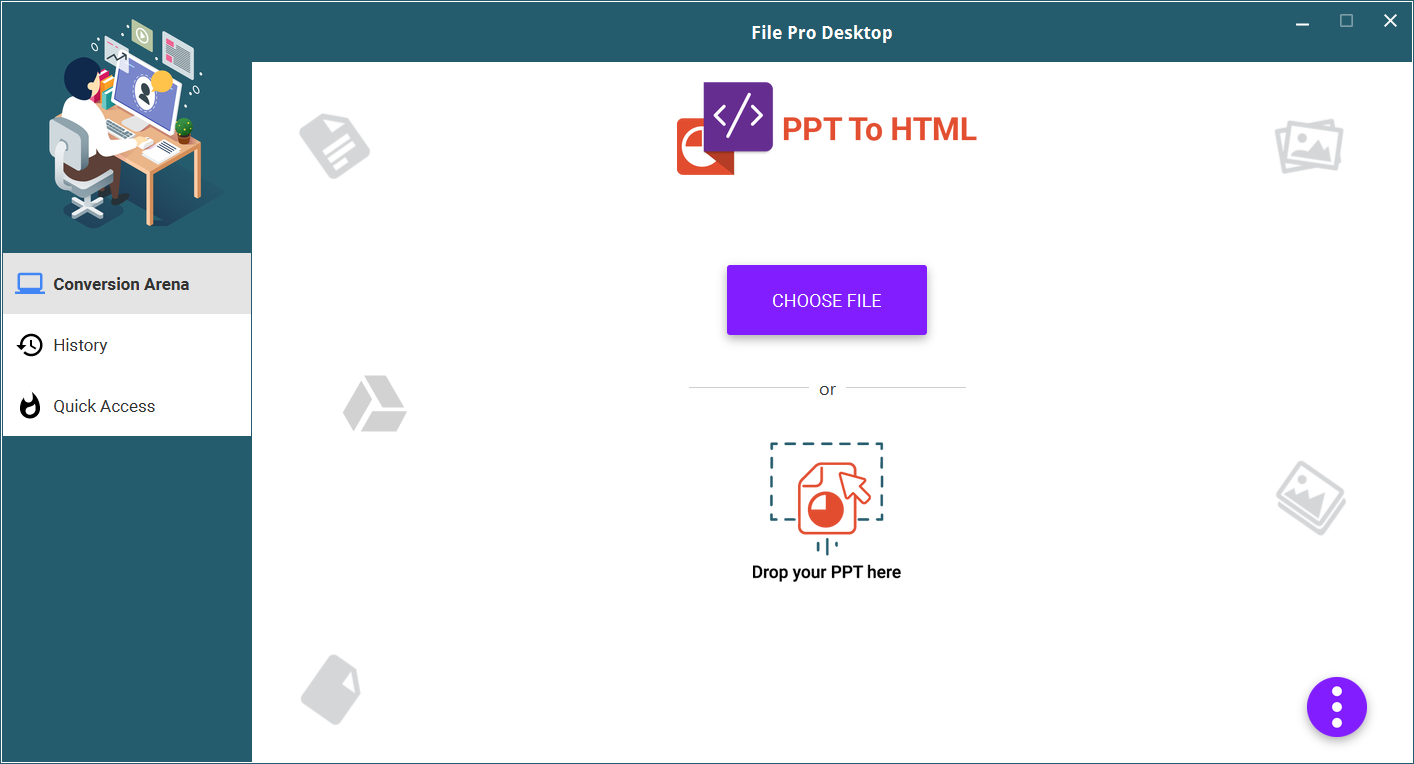 File Pro Desktop
</> PPT To HTML
Conversion Arena
History
Quick Access
CHOOSE FILE
or
Drop your PPT here